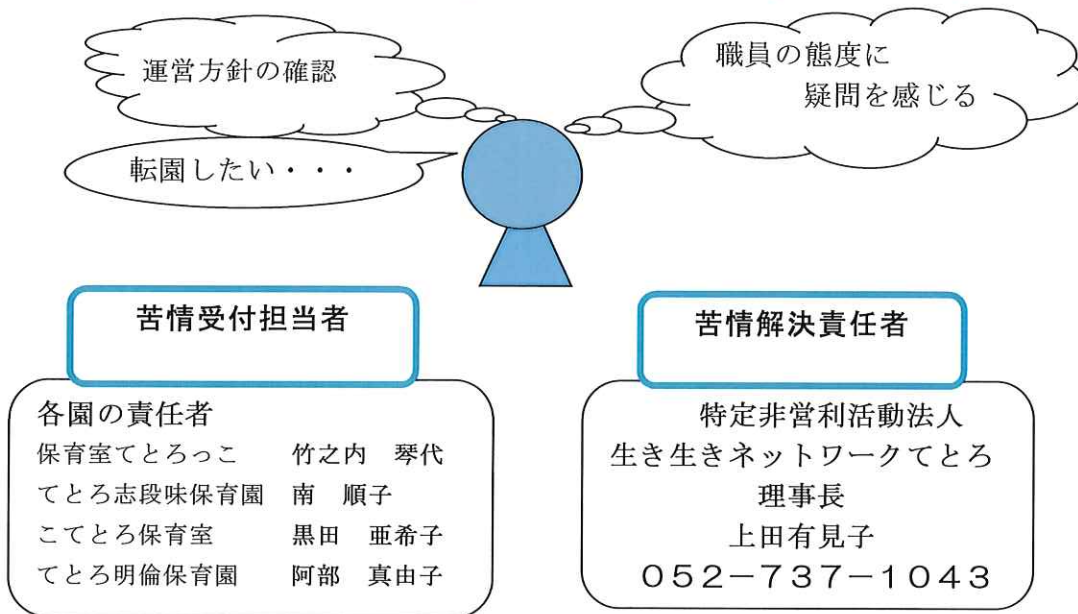 運営方針の確認
職員の態度に
疑問を感じる
転園したい・・・
苦情受付担当者
各園の責任者
保育室てとろっこ　竹之内　琴代
てとろ志段味保育園　南　順子
こてとろ保育室　黒田　亜希子
てとろ明倫保育園　阿部　真由子
苦情解決責任者
特定非営利活動法人
生き生きネットワークてとろ
理事長
上田有見子
０５２－７３７－１０４３